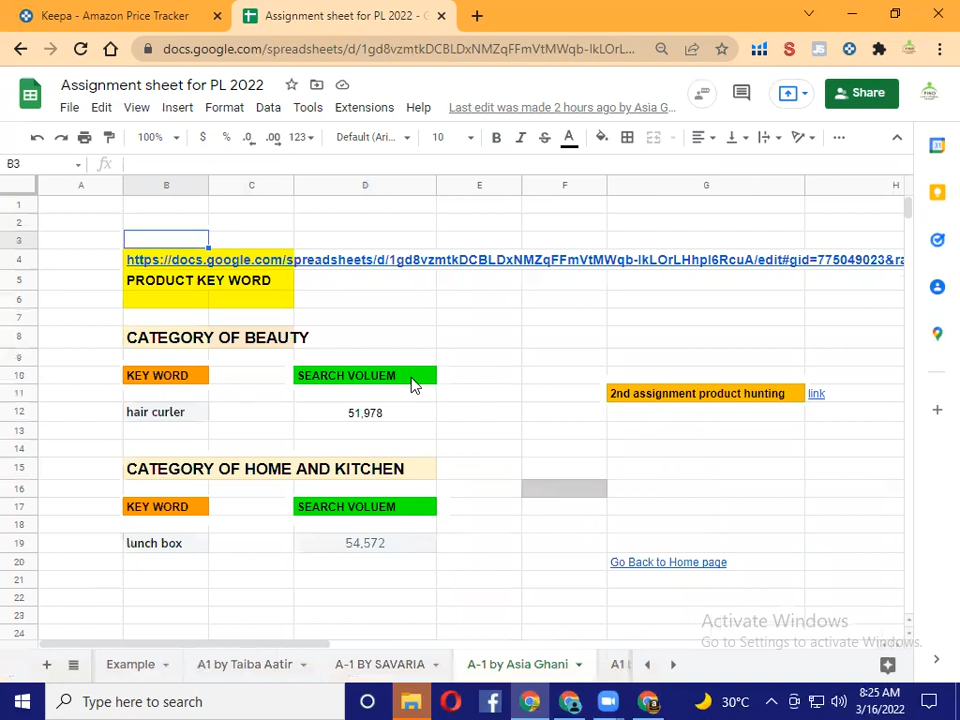 Keepa - Amazon Price Tracker
Assignment sheet for PL 2022 - G
docs.google.com/spreadsheets/d/1gd8vzmtkDCBLDxNMZqFFmVtMWqb-lkLOrL...
Assignment sheet for PL 2022
File Edit View Insert Format Data Tools Extensions Help Last edit was made 2 hours ago by Asia G...
Share
100% $ % .0 .00 123 Default (Ari... 10 B I S A
B3 fx
A B C D E F G H
1
2
3
4 https://docs.google.com/spreadsheets/d/1gd8vzmtkDCBLDxNMZqFFmVtMWqb-lkLOrLHhpl6RcuA/edit#gid=775049023&ra
5 PRODUCT KEY WORD
6
7
8 CATEGORY OF BEAUTY
9
10 KEY WORD SEARCH VOLUEM
11 2nd assignment product hunting link
12 hair curler 51,978
13
14
15 CATEGORY OF HOME AND KITCHEN
16
17 KEY WORD SEARCH VOLUEM
18
19 lunch box 54,572
20 Go Back to Home page
21
22
23
24
Activate Windows
Go to Settings to activate Windows.
Example A1 by Taiba Aatir A-1 BY SAVARIA A-1 by Asia Ghani A1 b
Type here to search
30°C
8:25 AM
3/16/2022